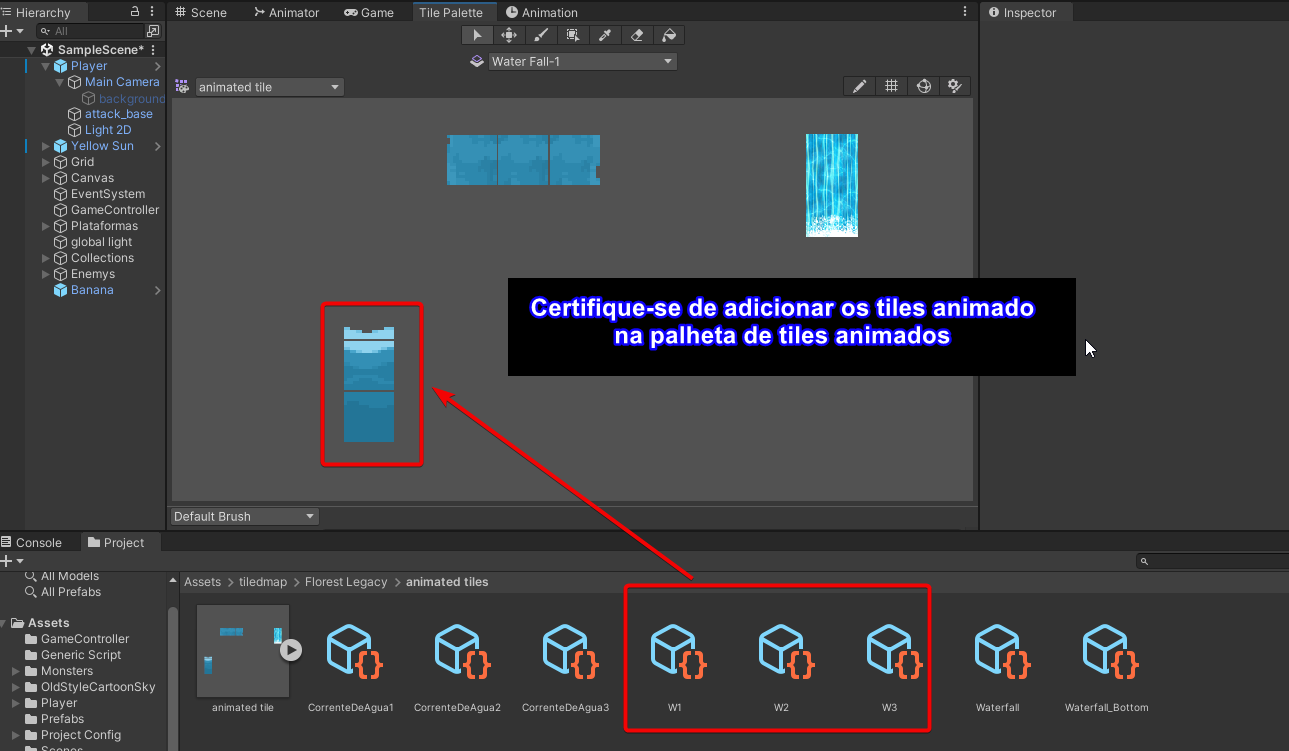 Hierarchy
All
SampleScene*
Player
Main Camera
background
attack_base
Light 2D
Yellow Sun
Grid
Canvas
EventSystem
GameController
Plataformas
global light
Collections
Enemys
Banana
Scene
Animator
Game
Tile Palette
Animation
Water Fall-1
animated tile
Certifique-se de adicionar os tiles animado
na palheta de tiles animados
Default Brush
Inspector
Console
Project
All Models
All Prefabs
Assets
GameController
Generic Script
Monsters
OldStyleCartoonSky
Player
Prefabs
Project Config
Scenes
Assets > tiledmap > Florest Legacy > animated tiles
animated tile
CorrenteDeAgua1
CorrenteDeAgua2
CorrenteDeAgua3
W1
W2
W3
Waterfall
Waterfall_Bottom